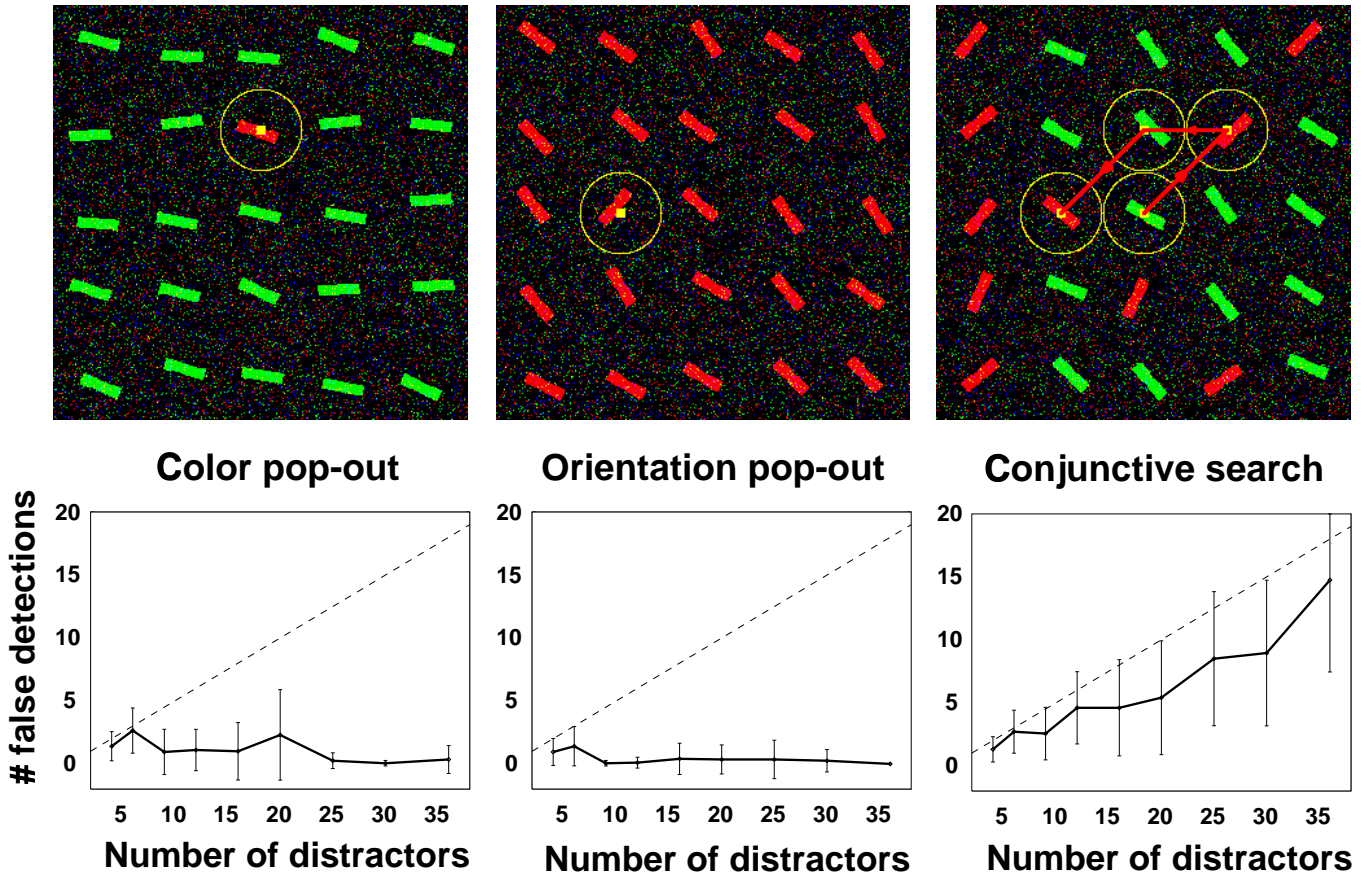 Color pop-out
Orientation pop-out
Conjunctive search
# false detections
20
15
10
5
0
5 10 15 20 25 30 35
Number of distractors
20
15
10
5
0
5 10 15 20 25 30 35
Number of distractors
20
15
10
5
0
5 10 15 20 25 30 35
Number of distractors